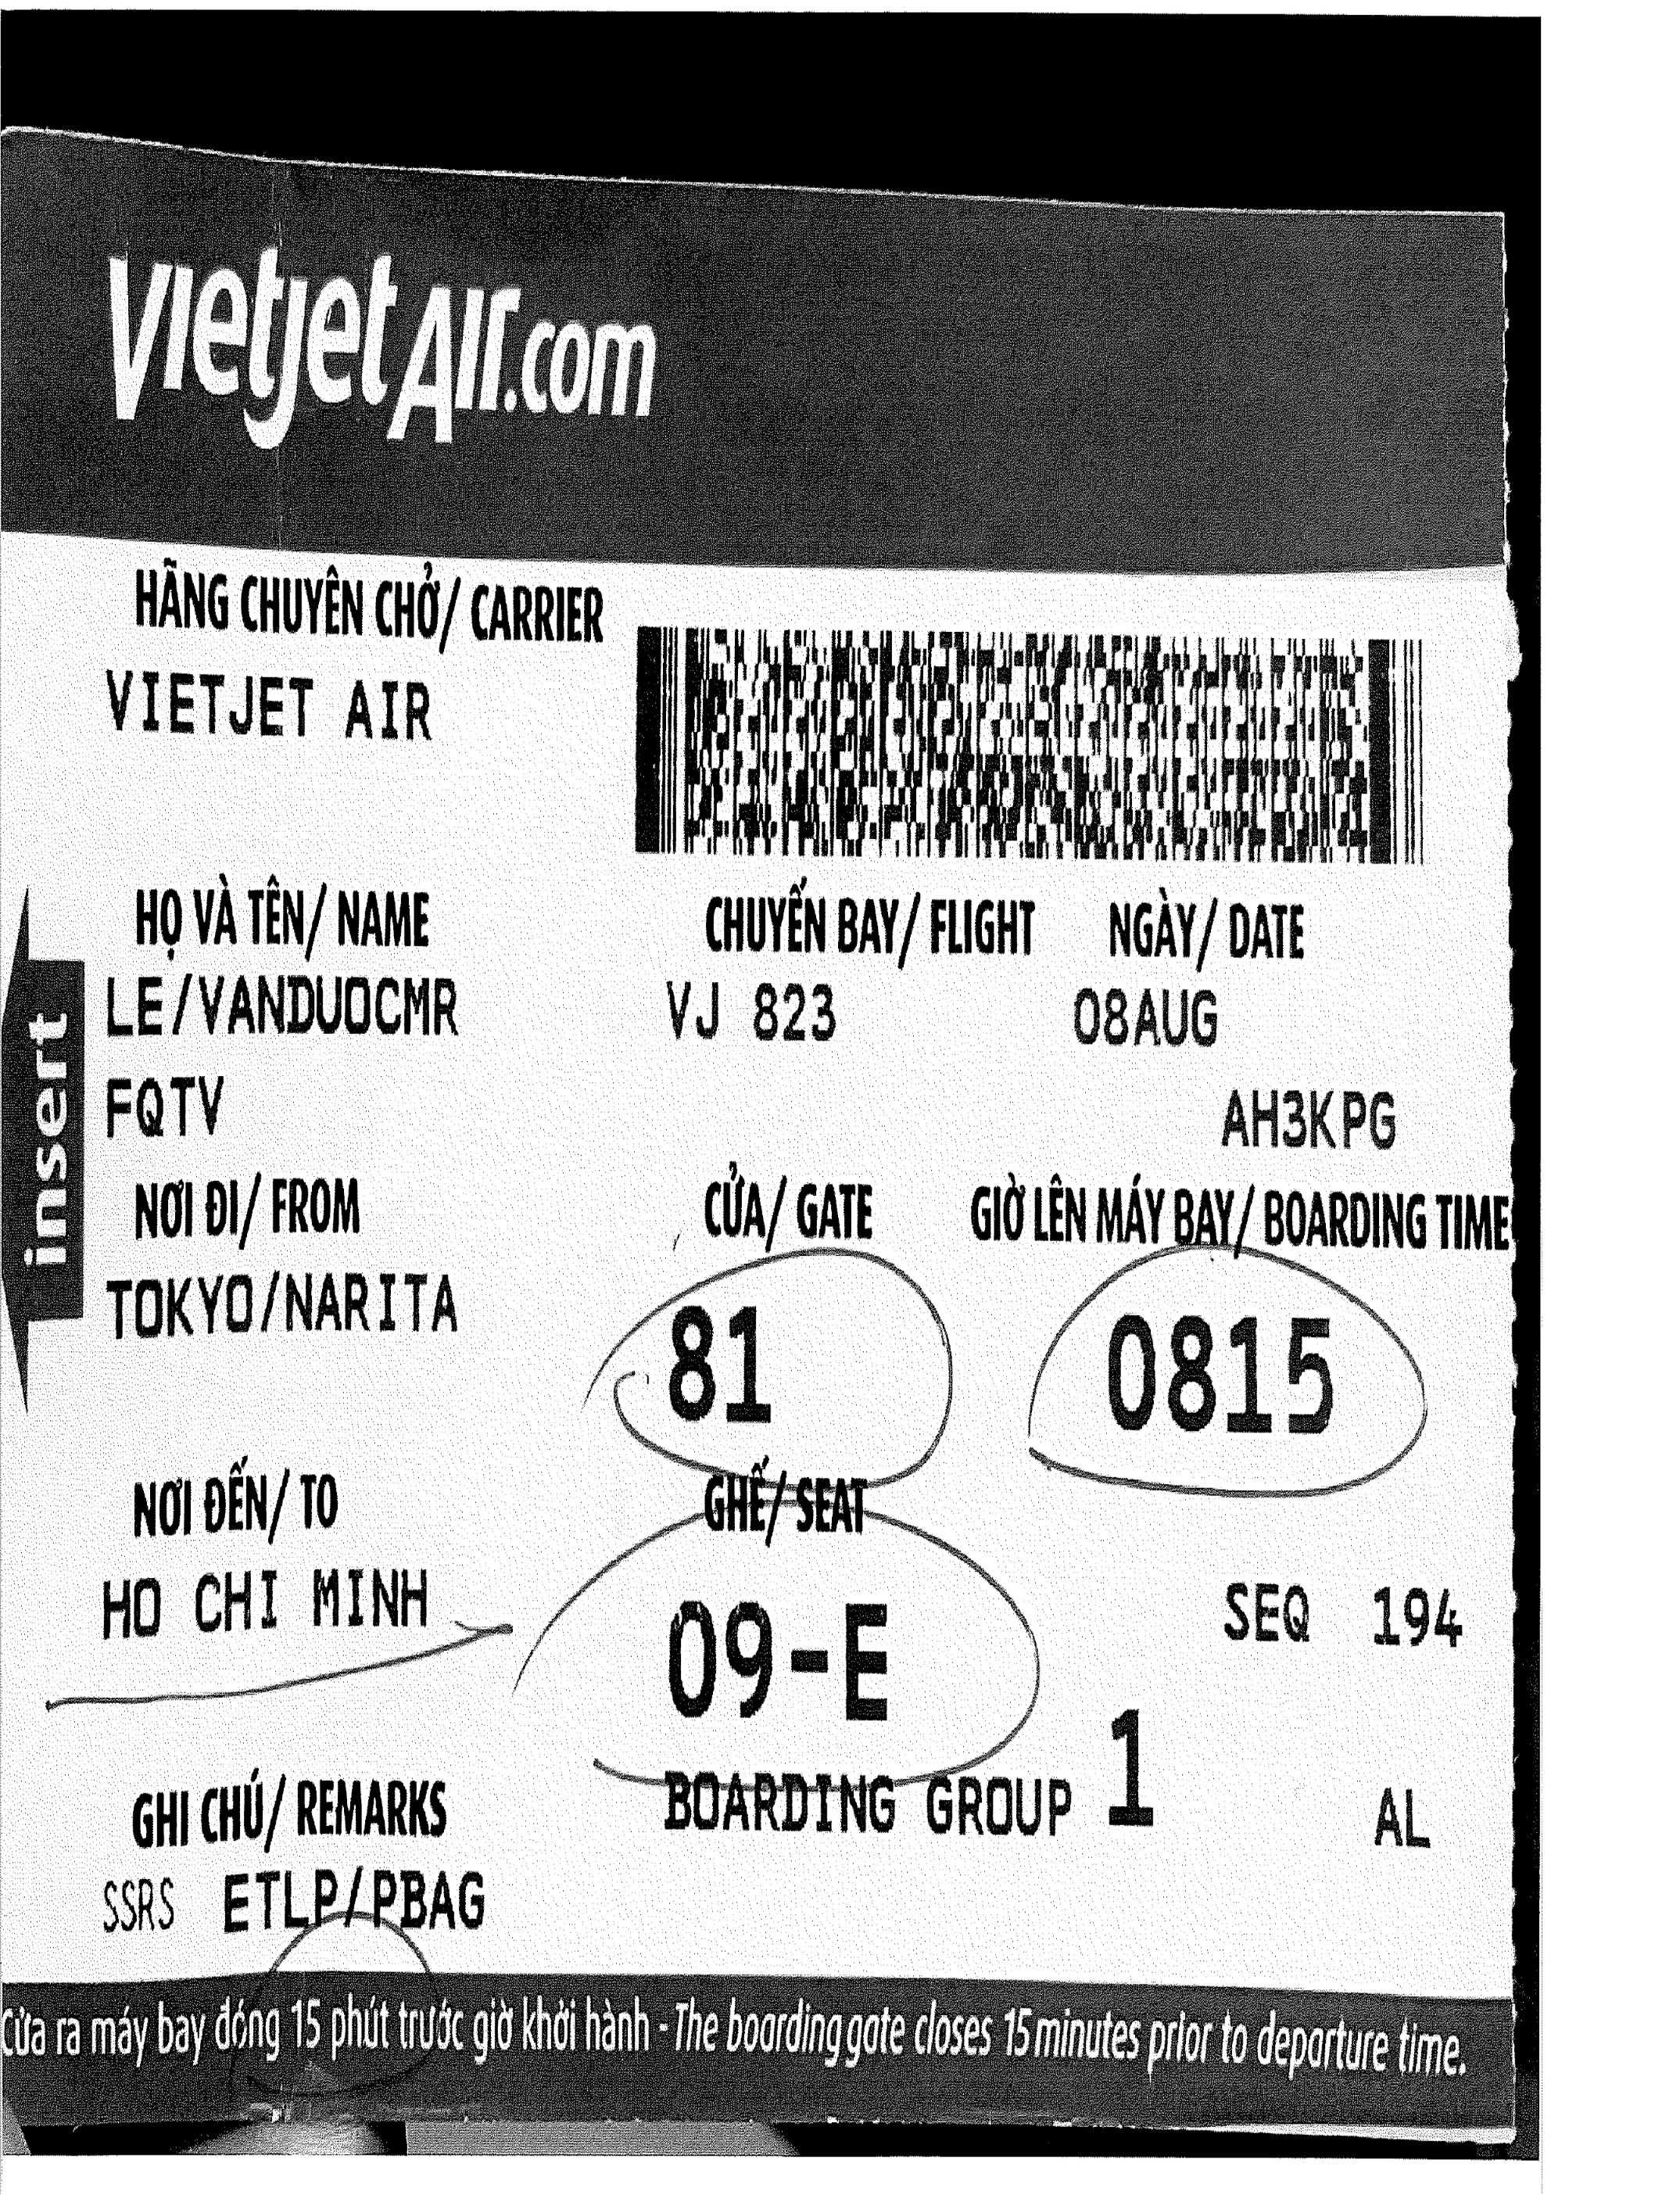 vietjetAir.com
HÃNG CHUYÊN CHỞ/ CARRIER
VIETJET AIR
HỌ VÀ TÊN/ NAME
CHUYẾN BAY/ FLIGHT
NGÀY/ DATE
LE/VANDUOCMR
VJ 823
08AUG
FQTV
AH3KPG
insert
NƠI ĐI/ FROM
CỬA/ GATE
GIỜ LÊN MÁY BAY/ BOARDING TIME
TOKYO/NARITA
81
0815
NƠI ĐẾN/ TO
GHẾ/ SEAT
HO CHI MINH
09-E
SEQ 194
GHI CHÚ/ REMARKS
BOARDING GROUP 1
AL
SSRS ETLP/PBAG
Cửa ra máy bay đóng 15 phút trước giờ khởi hành - The boarding gate closes 15 minutes prior to departure time.